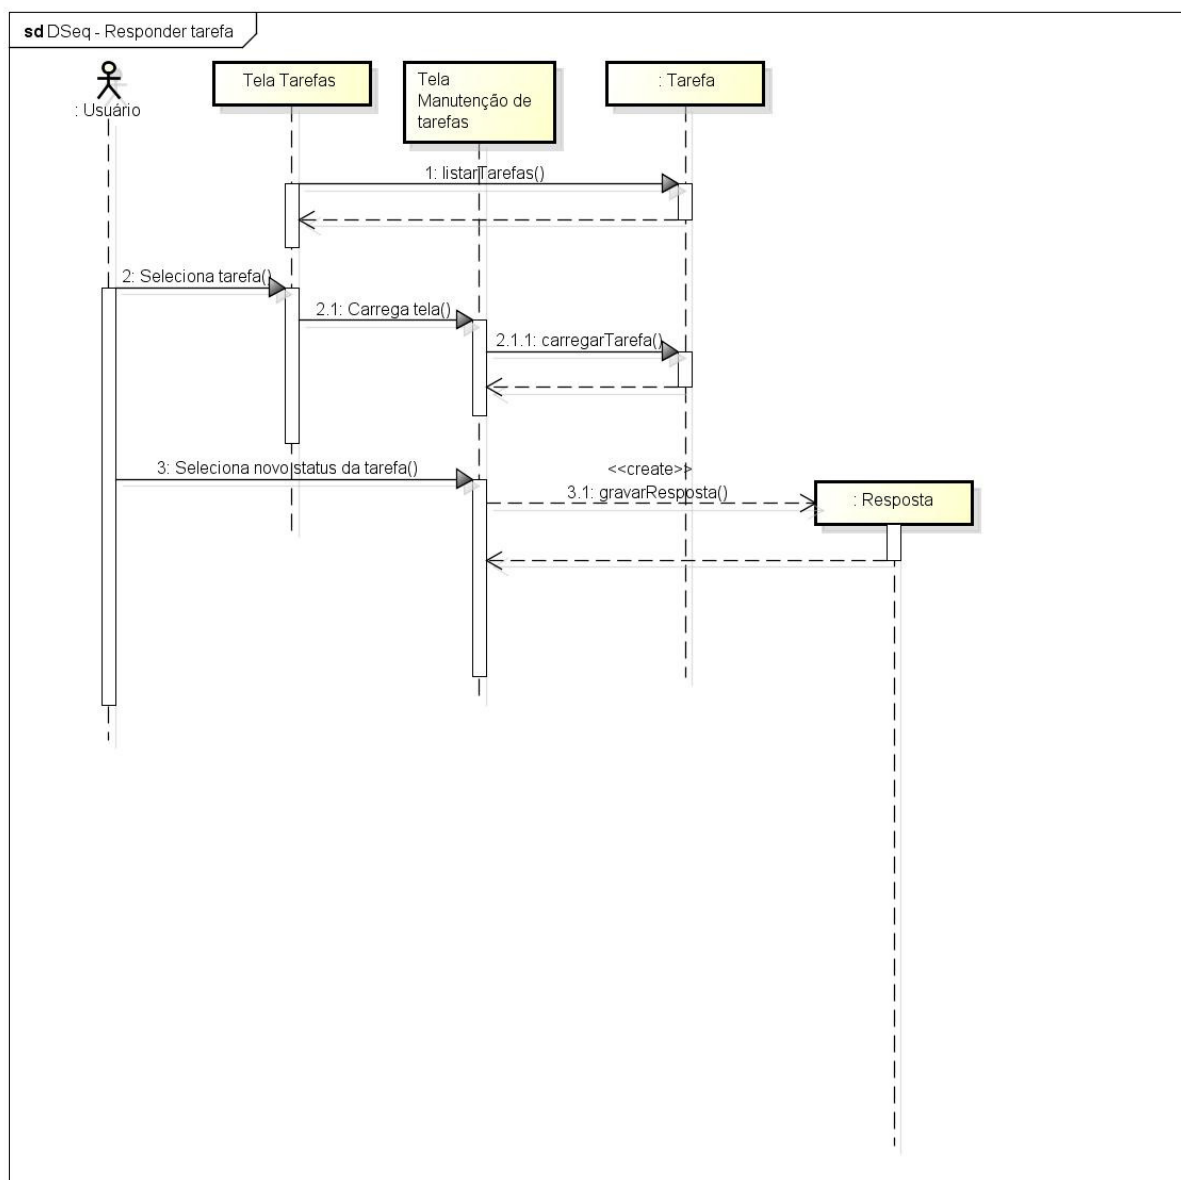 sd DSeq - Responder tarefa
: Usuário
Tela Tarefas
Tela
Manutenção de
tarefas
: Tarefa
1: listarTarefas()
2: Seleciona tarefa()
2.1: Carrega tela()
2.1.1: carregarTarefa()
3: Seleciona novo status da tarefa()
<<create>>
3.1: gravarResposta()
: Resposta